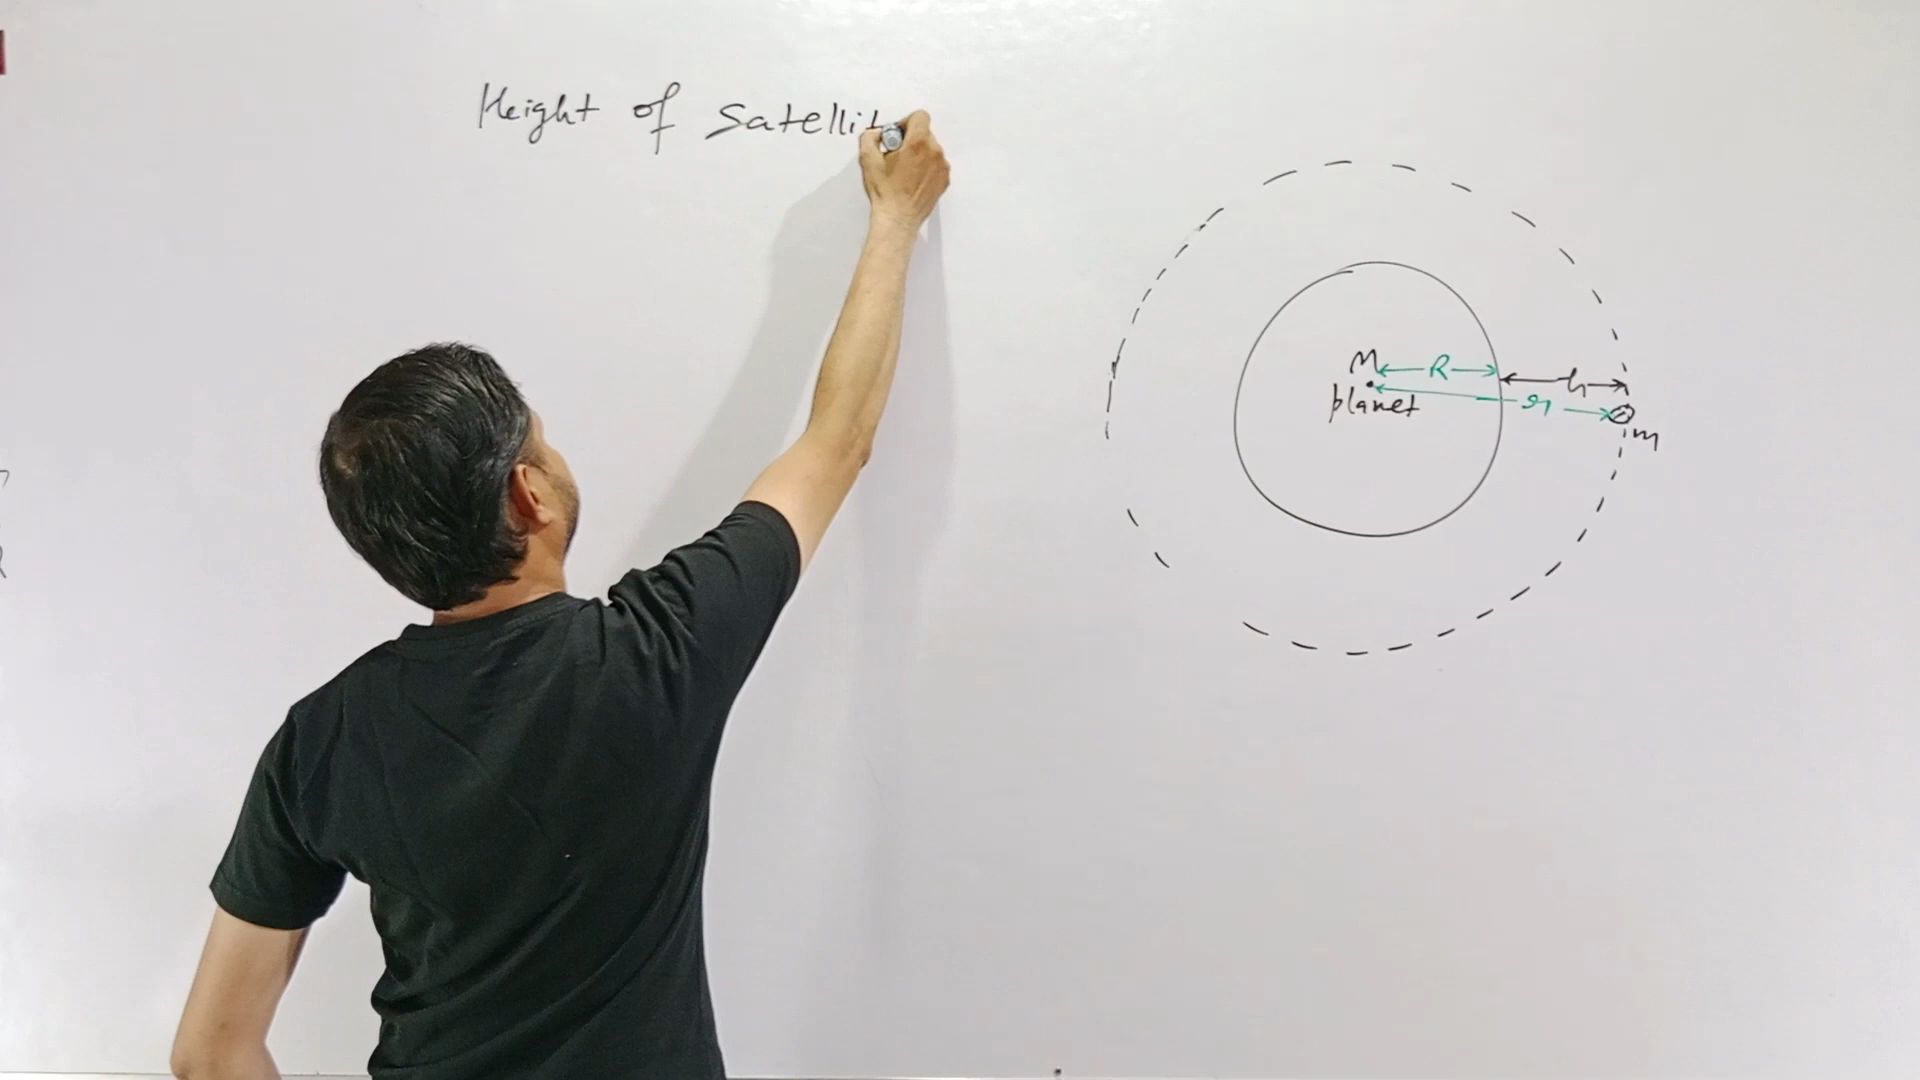 Height of Satellit
M R
h
planet r
m